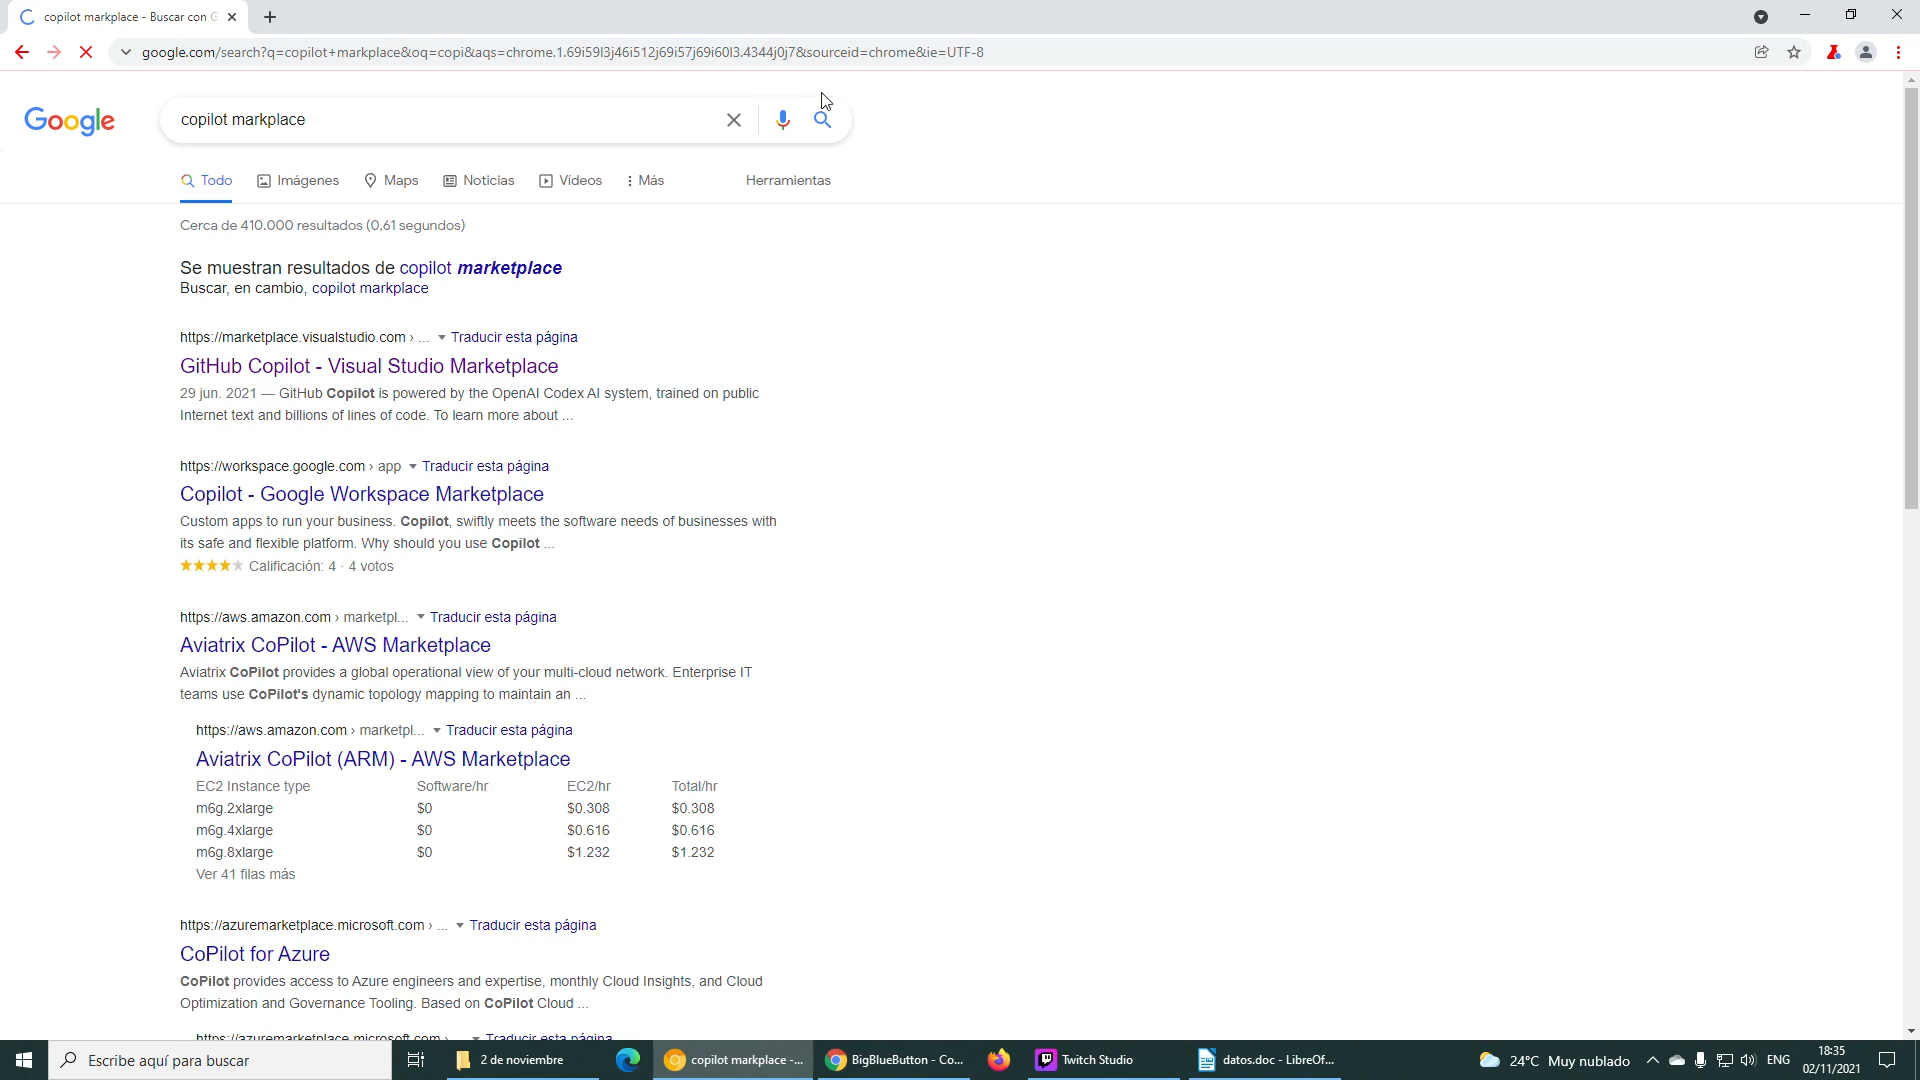 copilot markplace - Buscar con G
google.com/search?q=copilot+markplace&oq=copi&aqs=chrome.1.69i59l3j46i512j69i57j69i60l3.4344j0j7&sourceid=chrome&ie=UTF-8
Google
copilot markplace
Todo Imágenes Maps Noticias Vídeos Más Herramientas
Cerca de 410.000 resultados (0,61 segundos)
Se muestran resultados de copilot marketplace
Buscar, en cambio, copilot markplace
https://marketplace.visualstudio.com › ... Traducir esta página
GitHub Copilot - Visual Studio Marketplace
29 jun. 2021 — GitHub Copilot is powered by the OpenAI Codex AI system, trained on public
Internet text and billions of lines of code. To learn more about ...
https://workspace.google.com › app Traducir esta página
Copilot - Google Workspace Marketplace
Custom apps to run your business. Copilot, swiftly meets the software needs of businesses with
its safe and flexible platform. Why should you use Copilot ...
Calificación: 4 · 4 votos
https://aws.amazon.com › marketpl... Traducir esta página
Aviatrix CoPilot - AWS Marketplace
Aviatrix CoPilot provides a global operational view of your multi-cloud network. Enterprise IT
teams use CoPilot's dynamic topology mapping to maintain an ...
https://aws.amazon.com › marketpl... Traducir esta página
Aviatrix CoPilot (ARM) - AWS Marketplace
EC2 Instance type Software/hr EC2/hr Total/hr
m6g.2xlarge $0 $0.308 $0.308
m6g.4xlarge $0 $0.616 $0.616
m6g.8xlarge $0 $1.232 $1.232
Ver 41 filas más
https://azuremarketplace.microsoft.com › ... Traducir esta página
CoPilot for Azure
CoPilot provides access to Azure engineers and expertise, monthly Cloud Insights, and Cloud
Optimization and Governance Tooling. Based on CoPilot Cloud ...
https://azuremarketplace.microsoft.com › Traducir esta página
Escribe aquí para buscar 2 de noviembre copilot markplace -... BigBlueButton - Co... Twitch Studio datos.doc - LibreOf... 24°C Muy nublado ENG 18:35
02/11/2021